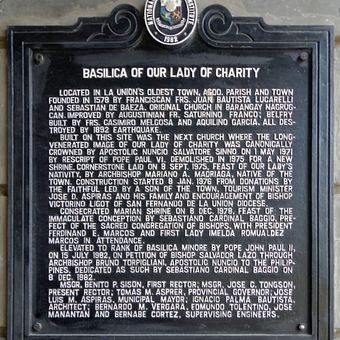 NATIONAL
INSTITUTE
1982
BASILICA OF OUR LADY OF CHARITY
LOCATED IN LA UNION'S OLDEST TOWN, AGOO. PARISH AND TOWN
FOUNDED IN 1578 BY FRANCISCAN FRS. JUAN BAUTISTA LUCARELLI
AND SEBASTIAN DE BAEZA. ORIGINAL CHURCH IN BARANGAY NAGRUG-
CAN. IMPROVED BY AUGUSTINIAN FR. SATURNINO FRANCO; BELFRY
BUILT BY FRS. CASIMIRO MELGOSA AND AQUILINO GARCIA. ALL DES-
TROYED BY 1892 EARTHQUAKE.
BUILT ON THIS SITE WAS THE NEXT CHURCH WHERE THE LONG-
VENERATED IMAGE OF OUR LADY OF CHARITY WAS CANONICALLY
CROWNED BY APOSTOLIC NUNCIO SALVATORE SIINO ON 1 MAY 1971
BY RESCRIPT OF POPE PAUL VI. DEMOLISHED IN 1975 FOR A NEW
SHRINE CORNERSTONE LAID ON 8 SEPT. 1975, FEAST OF OUR LADY'S
NATIVITY, BY ARCHBISHOP MARIANO A. MADRIAGA, NATIVE OF THE
TOWN. CONSTRUCTION STARTED 8 JAN. 1976 FROM DONATIONS BY
THE FAITHFUL LED BY A SON OF THE TOWN, TOURISM MINISTER
JOSE D. ASPIRAS AND HIS FAMILY AND ENCOURAGEMENT OF BISHOP
VICTORINO LIGOT OF SAN FERNANDO DE LA UNION DIOCESE.
CONSECRATED MARIAN SHRINE ON 8 DEC. 1978, FEAST OF THE
IMMACULATE CONCEPTION BY SEBASTIANO CARDINAL BAGGIO, PRE-
FECT OF THE SACRED CONGREGATION OF BISHOPS, WITH PRESIDENT
FERDINAND E. MARCOS AND FIRST LADY IMELDA ROMUALDEZ
MARCOS IN ATTENDANCE.
ELEVATED TO RANK OF BASILICA MINORE BY POPE JOHN PAUL II,
ON 15 JULY 1982, ON PETITION OF BISHOP SALVADOR LAZO THROUGH
ARCHBISHOP BRUNO TORPIGLIANI, APOSTOLIC NUNCIO TO THE PHILIP-
PINES. DEDICATED AS SUCH BY SEBASTIANO CARDINAL BAGGIO ON
8 DEC. 1982.
MSGR. BENITO P. SISON, FIRST RECTOR; MSGR. JOSE G. TONGSON
PRESENT RECTOR; TOMAS M. ASPRER, PROVINCIAL GOVERNOR; JOSE
LUIS M. ASPIRAS, MUNICIPAL MAYOR; IGNACIO PALMA BAUTISTA,
ARCHITECT; BERNARDO M. VERGARA, EDMUNDO TOLENTINO, JOSE
MANANTAN AND BERNABE CORTEZ, SUPERVISING ENGINEERS.